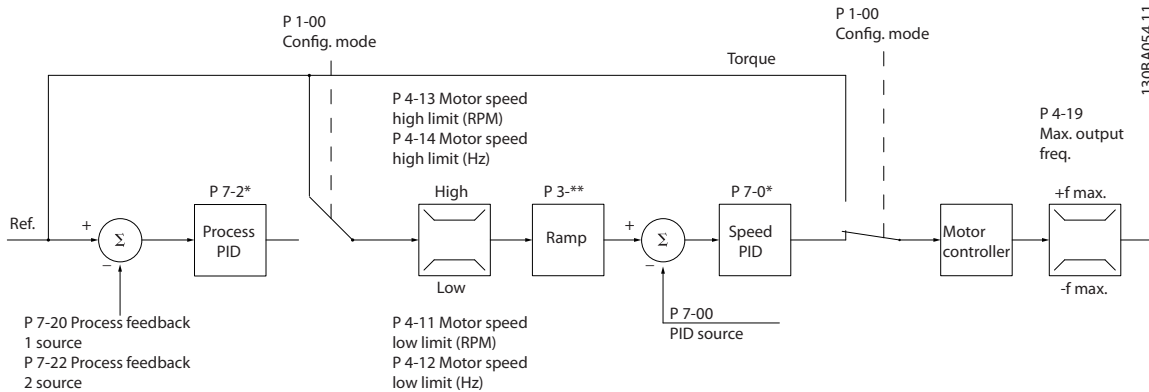 P 1-00
Config. mode
P 1-00
Config. mode
130BA054.11
Torque
P 4-13 Motor speed
high limit (RPM)
P 4-14 Motor speed
high limit (Hz)
P 4-19
Max. output
freq.
P 7-2*
High
P 3-**
P 7-0*
+f max.
Ref.
+
Σ
_
Process
PID
Ramp
+
Σ
_
Speed
PID
Motor
controller
Low
-f max.
P 7-20 Process feedback
1 source
P 7-22 Process feedback
2 source
P 4-11 Motor speed
low limit (RPM)
P 4-12 Motor speed
low limit (Hz)
P 7-00
PID source